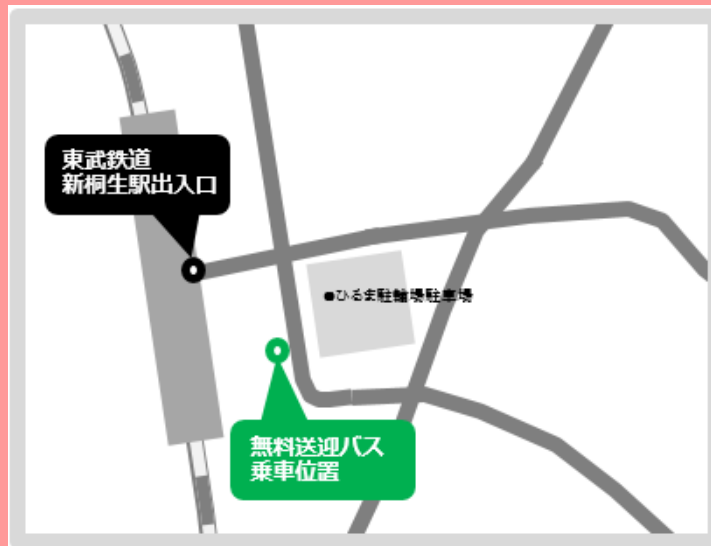 東武鉄道
新桐生駅出入口
●ひるま駐輪場駐車場
無料送迎バス
乗車位置